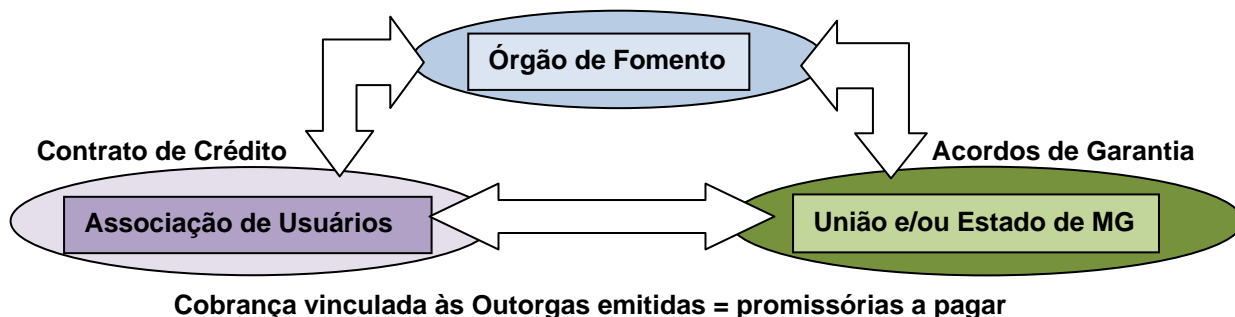 Órgão de Fomento
Contrato de Crédito
Acordos de Garantia
Associação de Usuários
União e/ou Estado de MG
Cobrança vinculada às Outorgas emitidas = promissórias a pagar